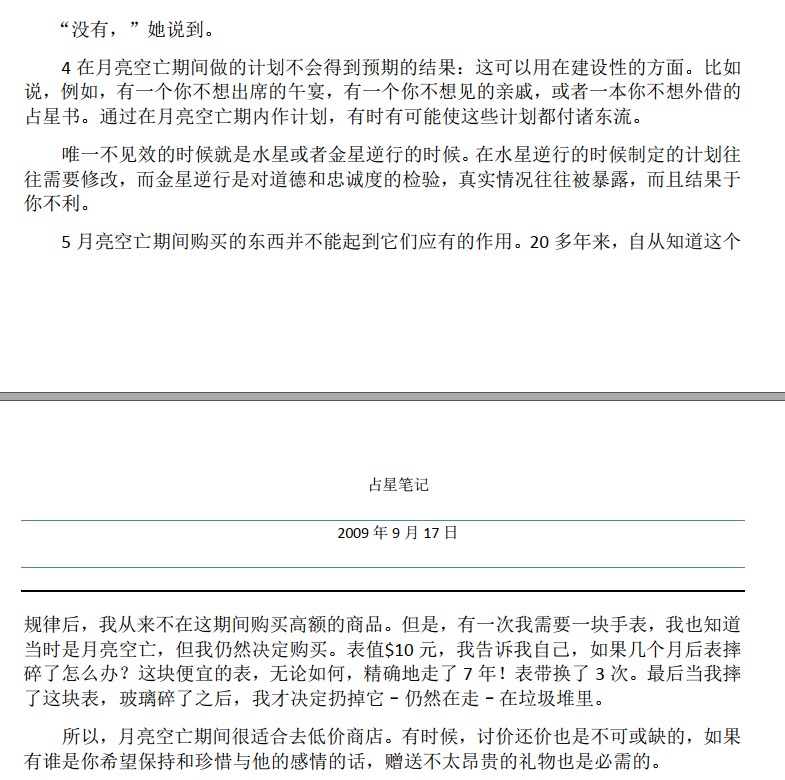 “没有，”她说到。
4 在月亮空亡期间做的计划不会得到预期的结果：这可以用在建设性的方面。比如
说，例如，有一个你不想出席的午宴，有一个你不想见的亲戚，或者一本你不想外借的
占星书。通过在月亮空亡期内作计划，有时有可能使这些计划都付诸东流。
唯一不见效的时候就是水星或者金星逆行的时候。在水星逆行的时候制定的计划往
往需要修改，而金星逆行是对道德和忠诚度的检验，真实情况往往被暴露，而且结果于
你不利。
5 月亮空亡期间购买的东西并不能起到它们应有的作用。20 多年来，自从知道这个
占星笔记
2009 年 9 月 17 日
规律后，我从来不在这期间购买高额的商品。但是，有一次我需要一块手表，我也知道
当时是月亮空亡，但我仍然决定购买。表值$10 元，我告诉我自己，如果几个月后表摔
碎了怎么办？这块便宜的表，无论如何，精确地走了 7 年！表带换了 3 次。最后当我摔
了这块表，玻璃碎了之后，我才决定扔掉它 – 仍然在走 – 在垃圾堆里。
所以，月亮空亡期间很适合去低价商店。有时候，讨价还价也是不可或缺的，如果
有谁是你希望保持和珍惜与他的感情的话，赠送不太昂贵的礼物也是必需的。